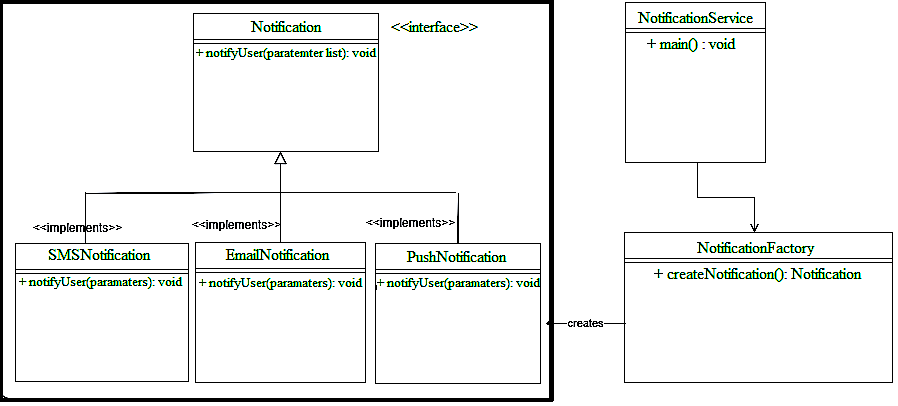 Notification
<<interface>>
+ notifyUser(paratemter list): void
NotificationService
+ main() : void
<<implements>>
<<implements>>
<<implements>>
SMSNotification
+ notifyUser(paramaters): void
EmailNotification
+ notifyUser(paramaters): void
PushNotification
+ notifyUser(paramaters): void
NotificationFactory
+ createNotification(): Notification
creates